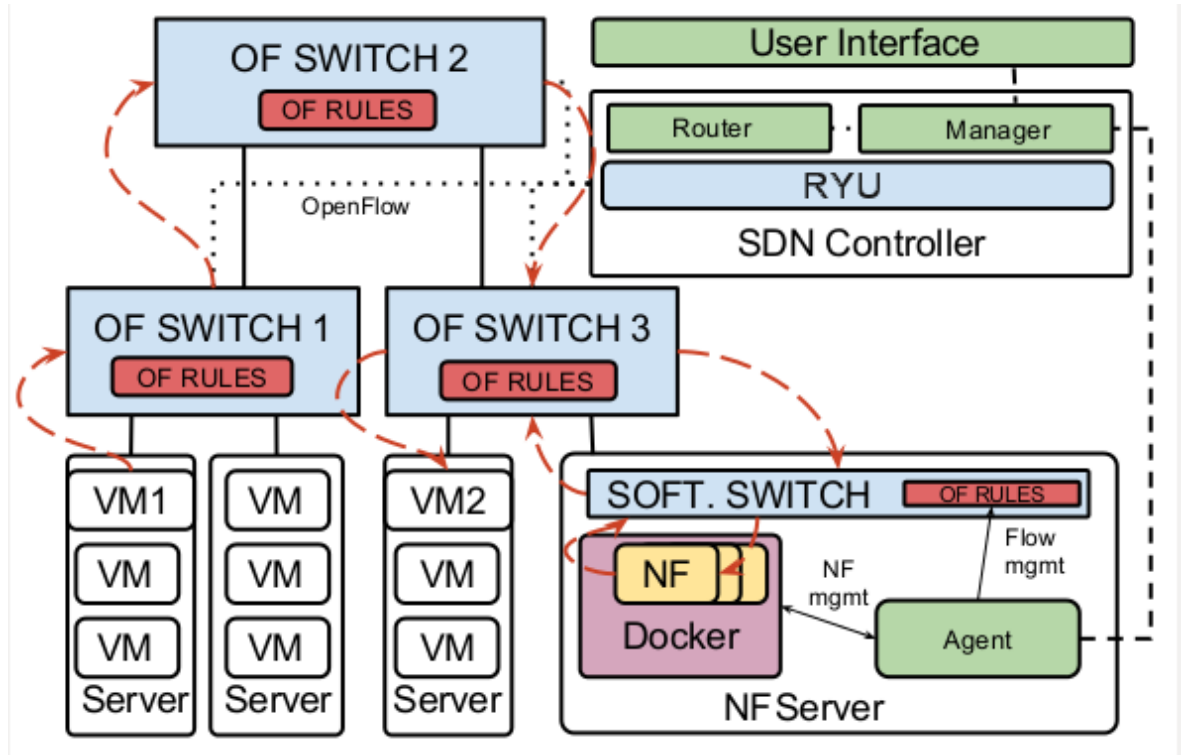 OF SWITCH 2
OF RULES
User Interface
Router
Manager
RYU
SDN Controller
OpenFlow
OF SWITCH 1
OF RULES
OF SWITCH 3
OF RULES
VM1
VM
VM
Server
VM
VM
VM
Server
VM2
VM
VM
Server
SOFT. SWITCH
OF RULES
NF
Docker
NF
mgmt
Flow
mgmt
Agent
NFServer